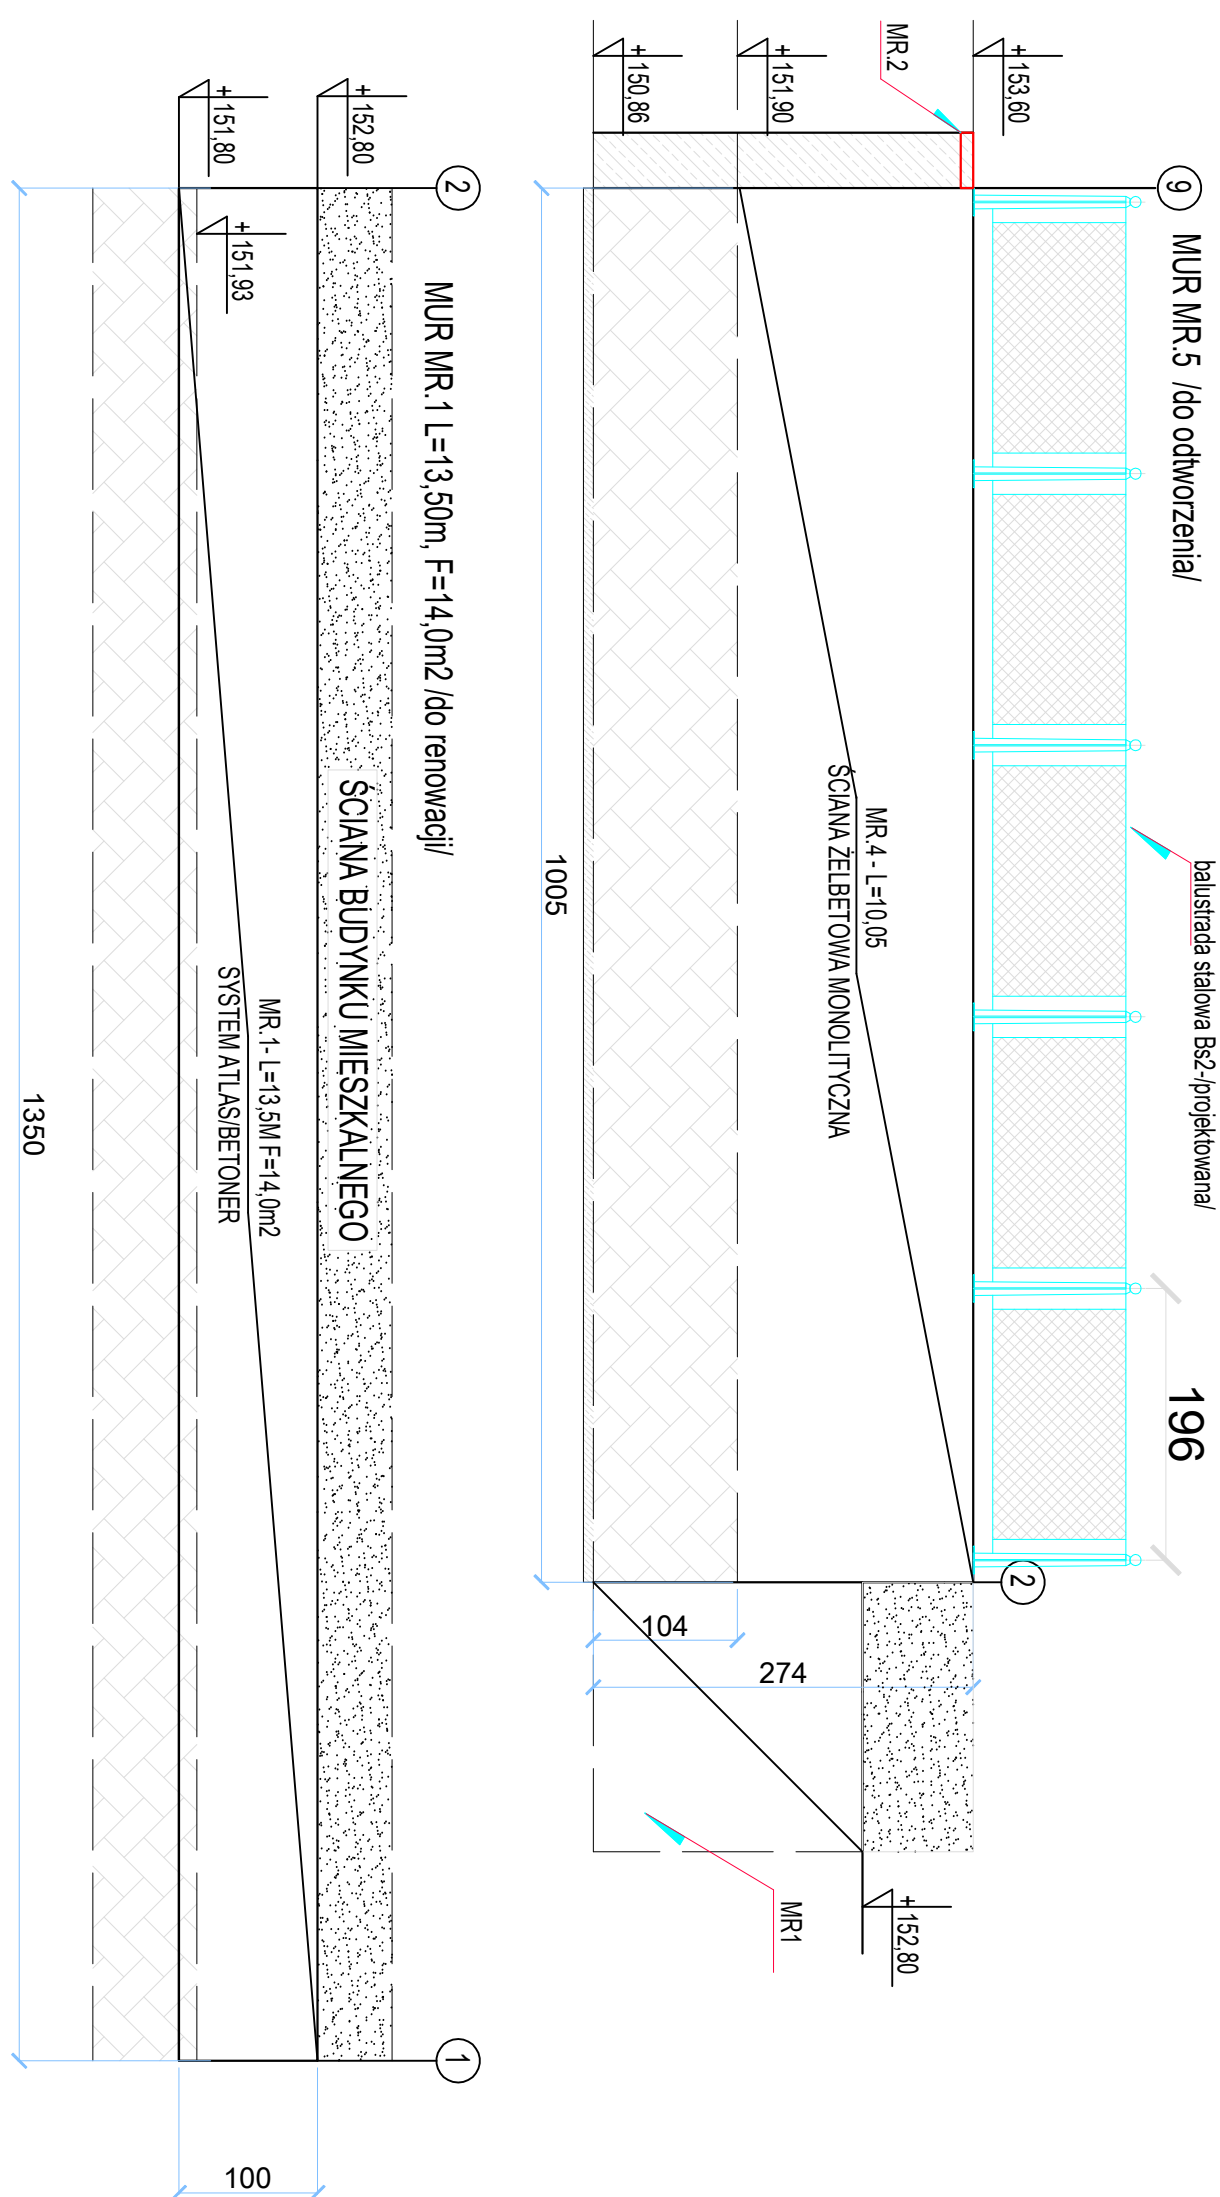 9
MUR MR.5 /do odtworzenia/
balustrada stalowa Bs2-/projektowana/
196
+153,60
MR.2
+151,90
+150,86
MR.4 - L=10,05
ŚCIANA ŻELBETOWA MONOLITYCZNA
2
104
274
+152,80
MR1
1005
2
MUR MR.1 L=13,50m, F=14,0m2 /do renowacji/
+152,80
+151,80
+151,93
ŚCIANA BUDYNKU MIESZKALNEGO
MR.1- L=13,5M F=14,0m2
SYSTEM ATLAS/BETONER
1
100
1350